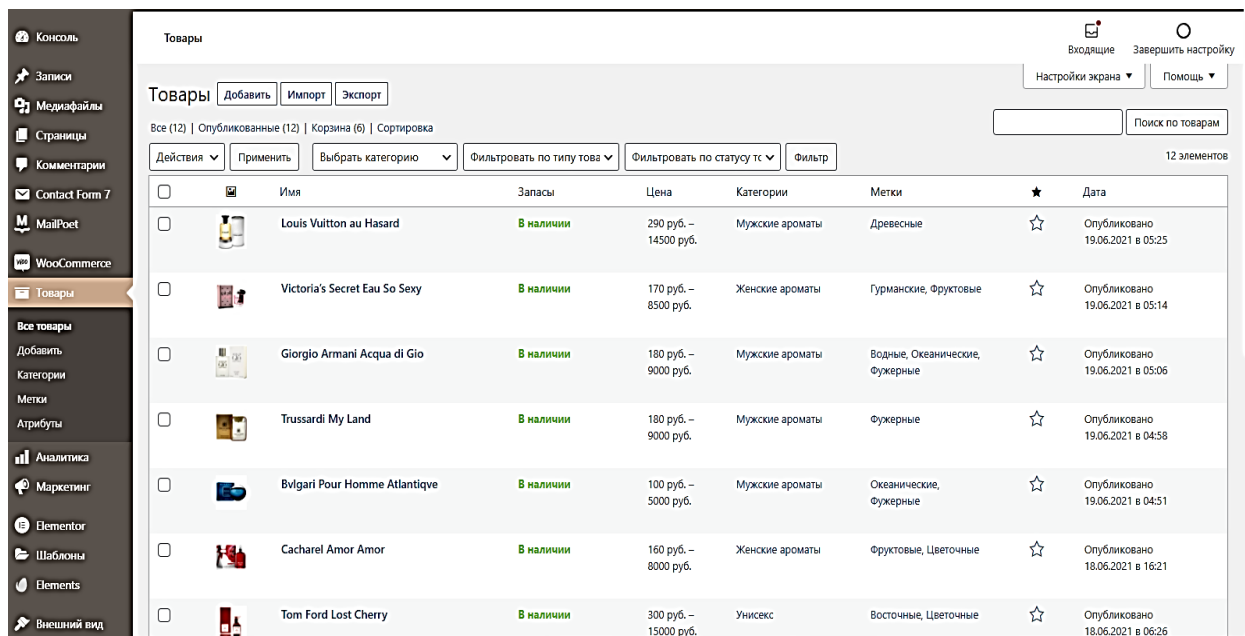 Консоль
Записи
Медиафайлы
Страницы
Комментарии
Contact Form 7
MailPoet
WooCommerce
Товары
Все товары
Добавить
Категории
Метки
Атрибуты
Аналитика
Маркетинг
Elementor
Шаблоны
Elements
Внешний вид
Товары
Входящие
Завершить настройку
Настройки экрана ▼
Помощь ▼
Товары Добавить Импорт Экспорт
Все (12) | Опубликованные (12) | Корзина (6) | Сортировка
Поиск по товарам
Действия Применить Выбрать категорию Фильтровать по типу това Фильтровать по статусу тс Фильтр
12 элементов
Имя Запасы Цена Категории Метки Дата
Louis Vuitton au Hasard В наличии 290 руб. – Мужские ароматы Древесные Опубликовано
14500 руб. 19.06.2021 в 05:25
Victoria's Secret Eau So Sexy В наличии 170 руб. – Женские ароматы Гурманские, Фруктовые Опубликовано
8500 руб. 19.06.2021 в 05:14
Giorgio Armani Acqua di Gio В наличии 180 руб. – Мужские ароматы Водные, Океанические, Опубликовано
9000 руб. Фужерные 19.06.2021 в 05:06
Trussardi My Land В наличии 180 руб. – Мужские ароматы Фужерные Опубликовано
9000 руб. 19.06.2021 в 04:58
Bvlgari Pour Homme Atlantiqve В наличии 100 руб. – Мужские ароматы Океанические, Опубликовано
5000 руб. Фужерные 19.06.2021 в 04:51
Cacharel Amor Amor В наличии 160 руб. – Женские ароматы Фруктовые, Цветочные Опубликовано
8000 руб. 18.06.2021 в 16:21
Tom Ford Lost Cherry В наличии 300 руб. – Унисекс Восточные, Цветочные Опубликовано
15000 руб. 18.06.2021 в 06:26